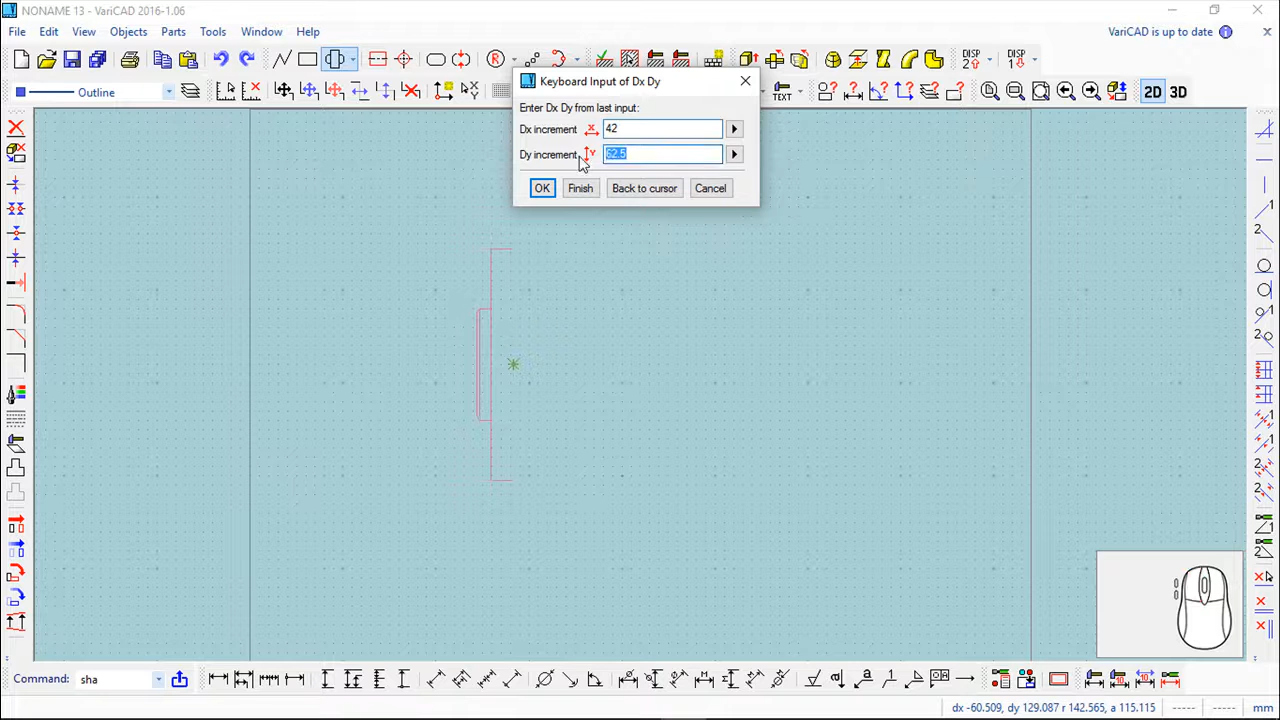 NONAME 13 - VariCAD 2016-1.06
File Edit View Objects Parts Tools Window Help
VariCAD is up to date
Outline
TEXT
DISP
2
DISP
1
2D 3D
Keyboard Input of Dx Dy
Enter Dx Dy from last input:
Dx increment X 42
Dy increment Y 62.5
OK Finish Back to cursor Cancel
Command: sha
dx -60.509, dy 129.087 r 142.565, a 115.115 ----- ----- mm